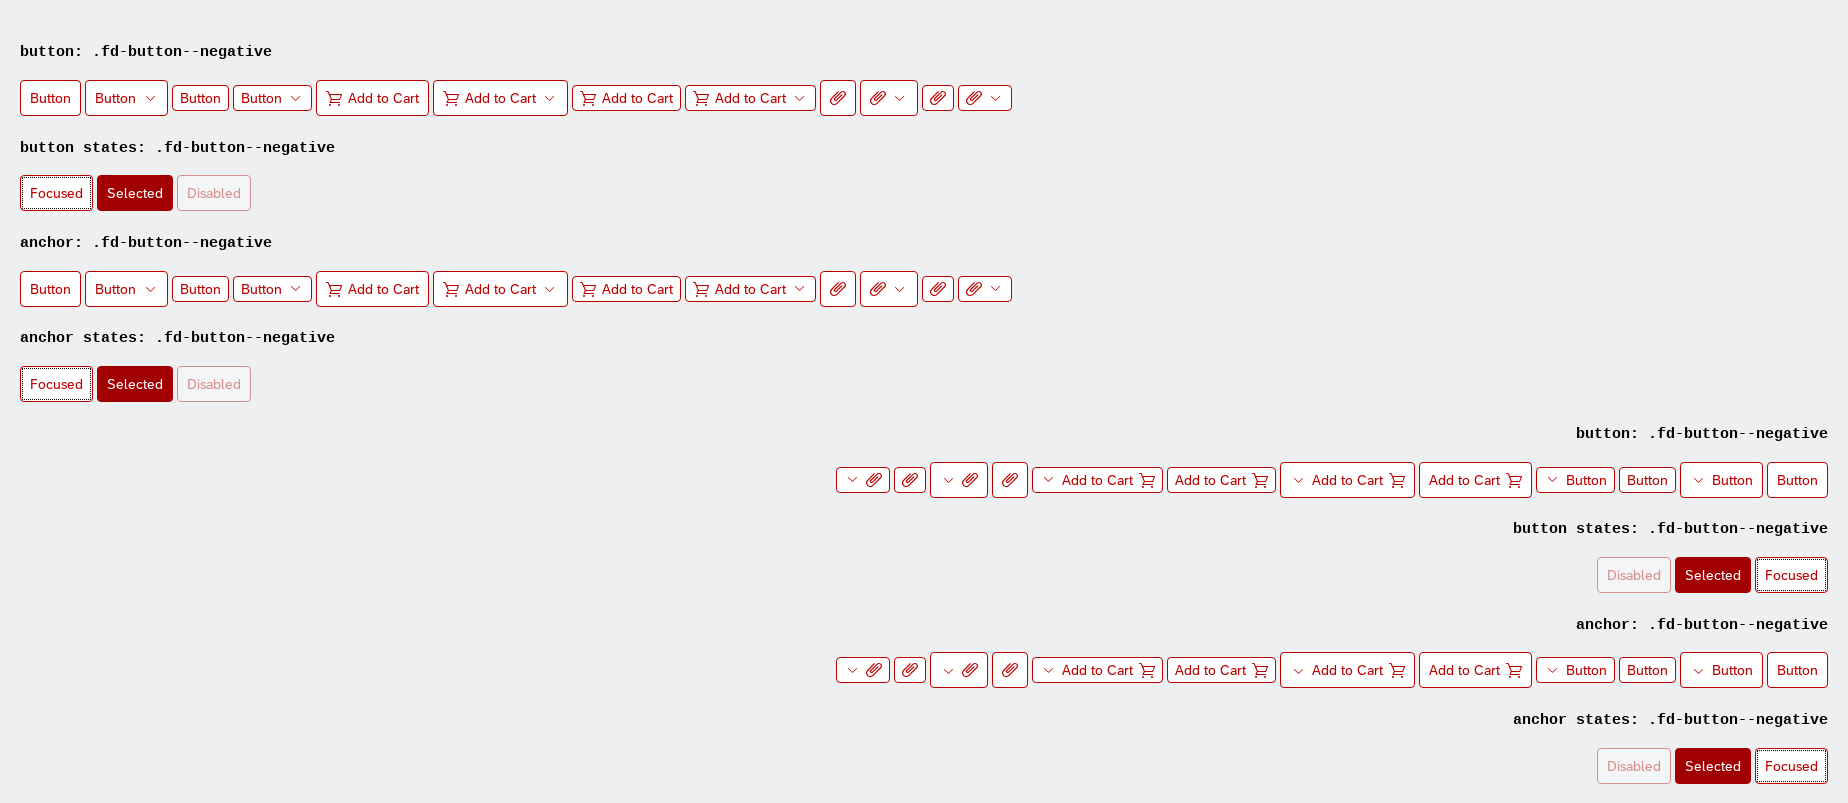 button: .fd-button--negative
Button Button Button Button Add to Cart Add to Cart Add to Cart Add to Cart
button states: .fd-button--negative
Focused Selected Disabled
anchor: .fd-button--negative
Button Button Button Button Add to Cart Add to Cart Add to Cart Add to Cart
anchor states: .fd-button--negative
Focused Selected Disabled
button: .fd-button--negative
Add to Cart Add to Cart Add to Cart Add to Cart Button Button Button Button
button states: .fd-button--negative
Disabled Selected Focused
anchor: .fd-button--negative
Add to Cart Add to Cart Add to Cart Add to Cart Button Button Button Button
anchor states: .fd-button--negative
Disabled Selected Focused